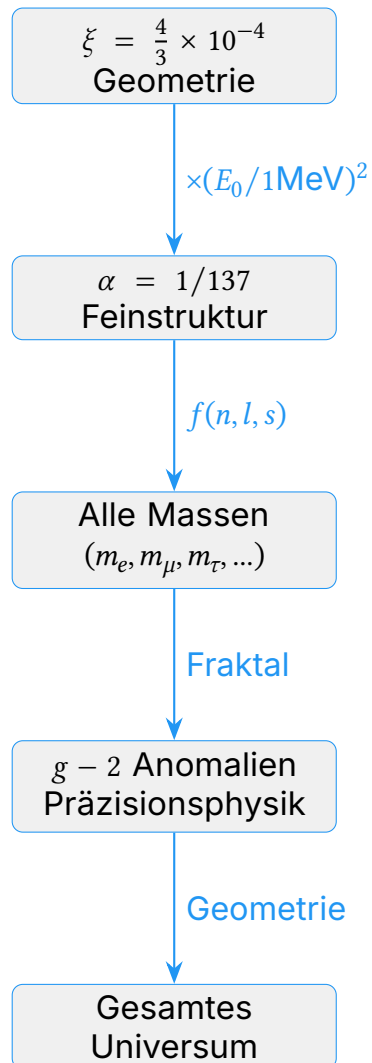 ξ = 4/3 × 10⁻⁴
Geometrie
×(E₀/1MeV)²
α = 1/137
Feinstruktur
f(n, l, s)
Alle Massen
(mₑ, m_μ, m_τ, ...)
Fraktal
g − 2 Anomalien
Präzisionsphysik
Geometrie
Gesamtes
Universum